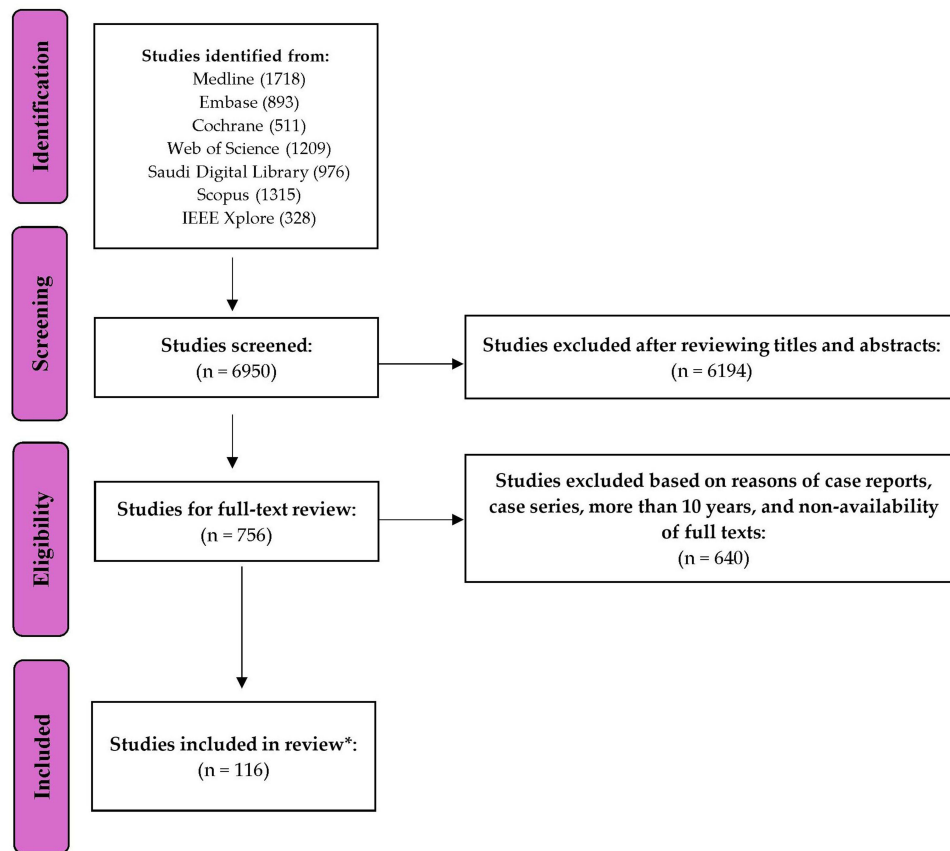 Identification
Studies identified from:
Medline (1718)
Embase (893)
Cochrane (511)
Web of Science (1209)
Saudi Digital Library (976)
Scopus (1315)
IEEE Xplore (328)
Screening
Studies screened:
(n = 6950)
Studies excluded after reviewing titles and abstracts:
(n = 6194)
Eligibility
Studies for full-text review:
(n = 756)
Studies excluded based on reasons of case reports,
case series, more than 10 years, and non-availability
of full texts:
(n = 640)
Included
Studies included in review*:
(n = 116)